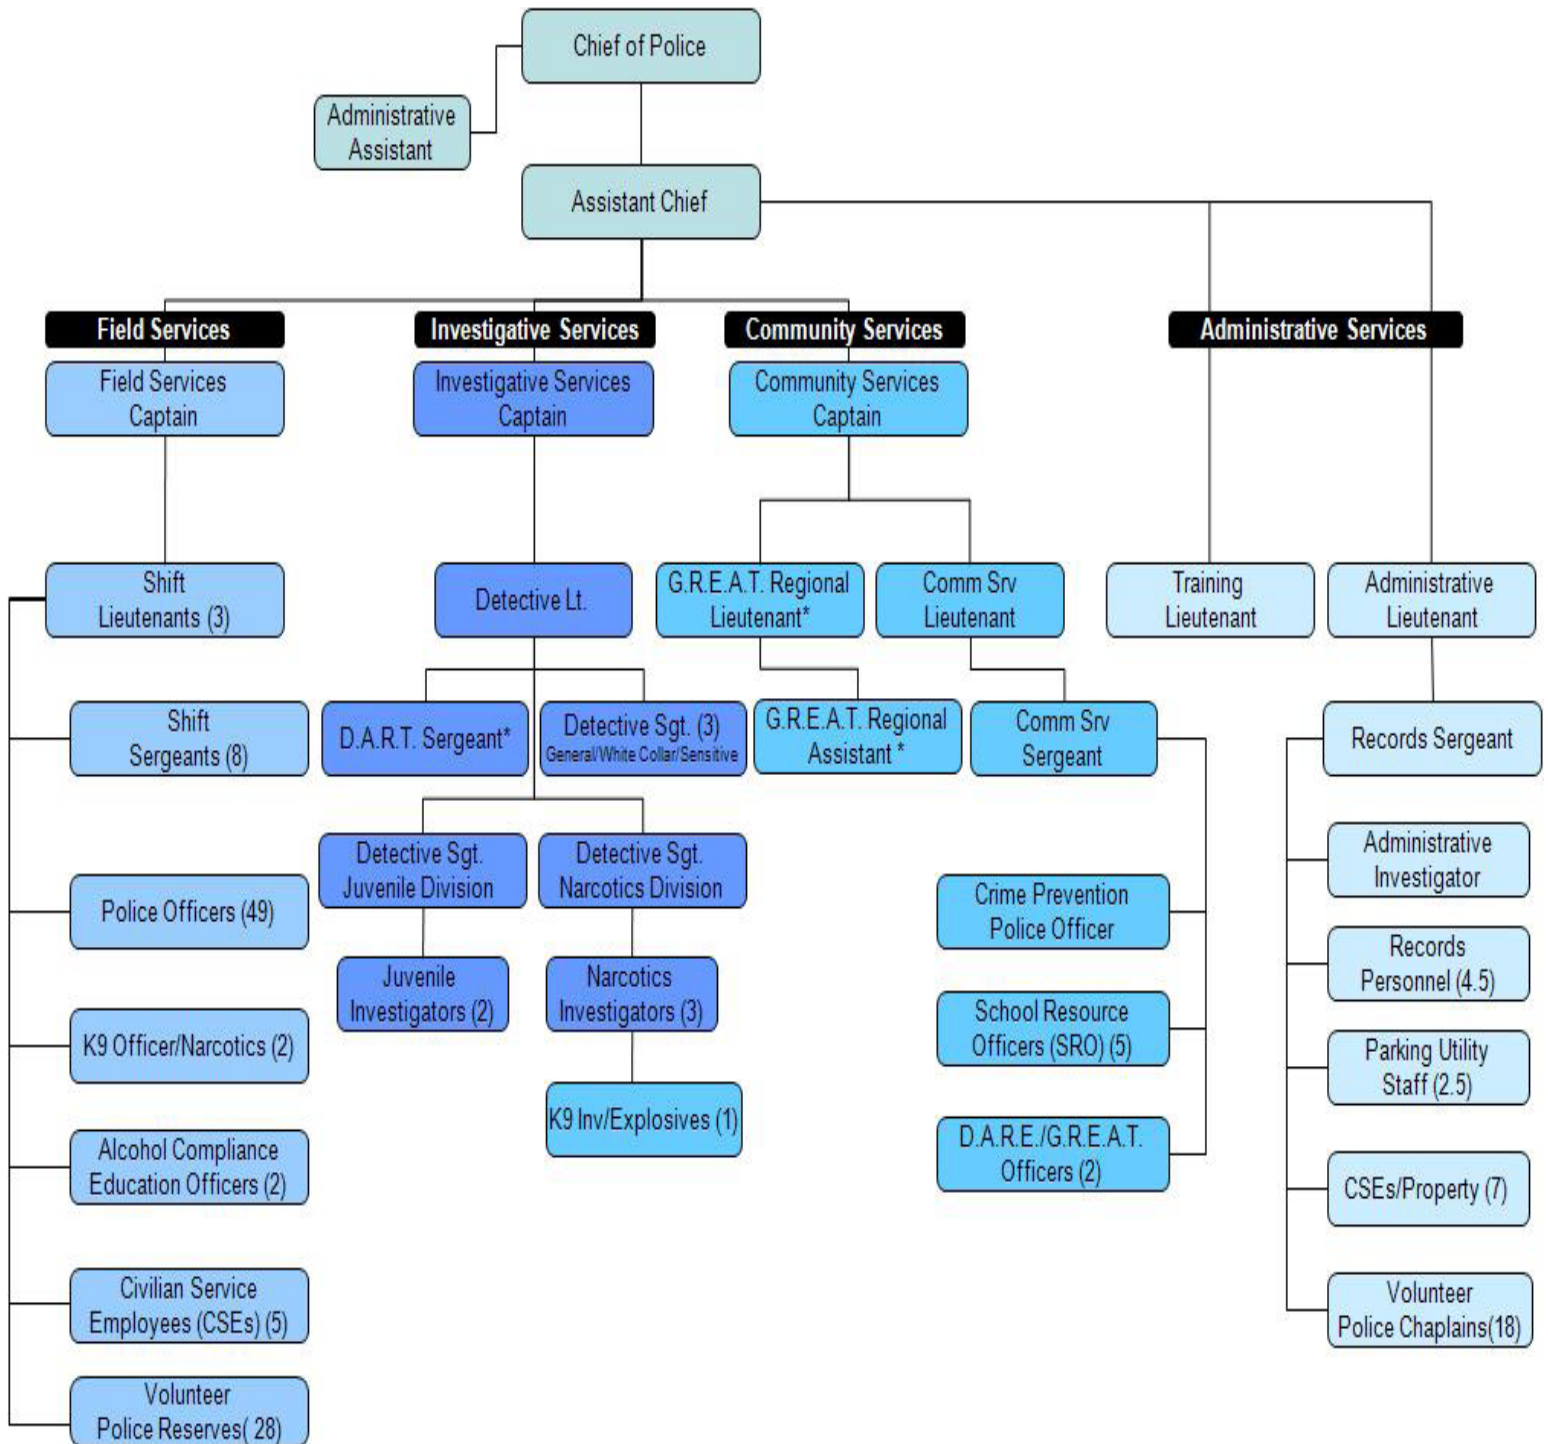 Chief of Police
Administrative
Assistant
Assistant Chief
Field Services
Investigative Services
Community Services
Administrative Services
Field Services
Captain
Investigative Services
Captain
Community Services
Captain
Shift
Lieutenants (3)
Detective Lt.
G.R.E.A.T. Regional
Lieutenant*
Comm Srv
Lieutenant
Training
Lieutenant
Administrative
Lieutenant
Shift
Sergeants (8)
D.A.R.T. Sergeant*
Detective Sgt. (3)
General/White Collar/Sensitive
G.R.E.A.T. Regional
Assistant *
Comm Srv
Sergeant
Records Sergeant
Detective Sgt.
Juvenile Division
Detective Sgt.
Narcotics Division
Administrative
Investigator
Police Officers (49)
Crime Prevention
Police Officer
Records
Personnel (4.5)
Juvenile
Investigators (2)
Narcotics
Investigators (3)
K9 Officer/Narcotics (2)
School Resource
Officers (SRO) (5)
Parking Utility
Staff (2.5)
K9 Inv/Explosives (1)
Alcohol Compliance
Education Officers (2)
D.A.R.E./G.R.E.A.T.
Officers (2)
CSEs/Property (7)
Civilian Service
Employees (CSEs) (5)
Volunteer
Police Chaplains(18)
Volunteer
Police Reserves( 28)